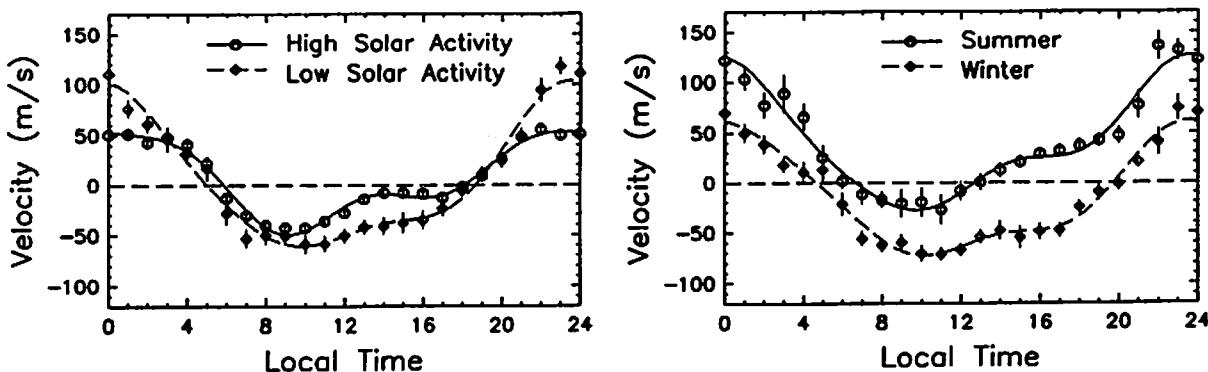 150
100
50
0
-50
-100
Velocity (m/s)
High Solar Activity
Low Solar Activity
0 4 8 12 16 20 24
Local Time
150
100
50
0
-50
-100
Velocity (m/s)
Summer
Winter
0 4 8 12 16 20 24
Local Time